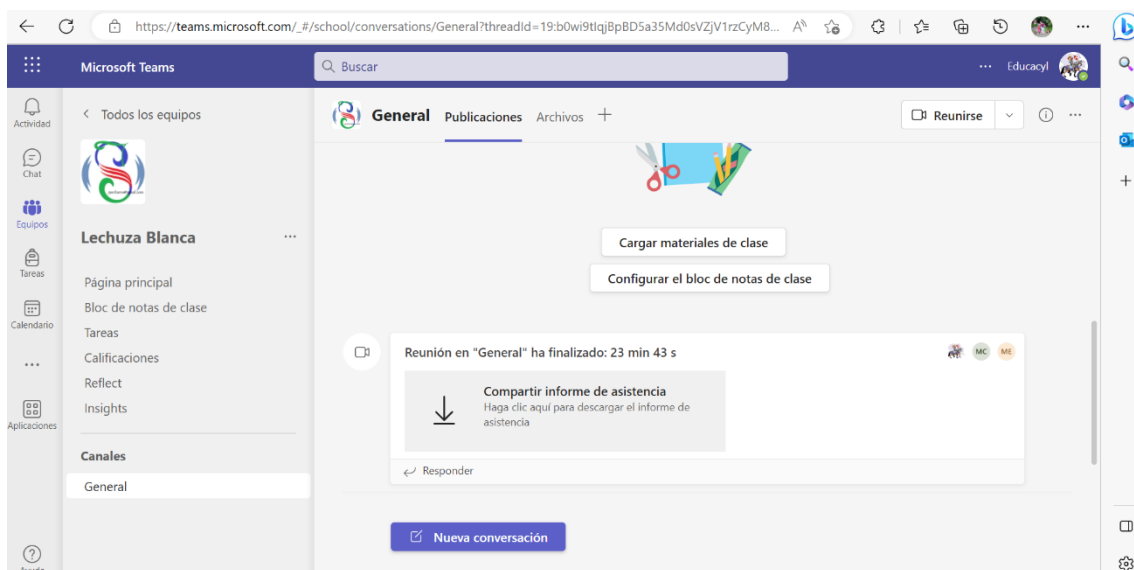 https://teams.microsoft.com/_#/school/conversations/General?threadId=19:b0wi9tIqjBpBD5a35Md0sVZjV1rzCyM8...
Microsoft Teams
Buscar
Educacyl
Actividad
Chat
Equipos
Tareas
Calendario
Aplicaciones
Todos los equipos
Lechuza Blanca
Página principal
Bloc de notas de clase
Tareas
Calificaciones
Reflect
Insights
Canales
General
General Publicaciones Archivos
Reunirse
Cargar materiales de clase
Configurar el bloc de notas de clase
Reunión en "General" ha finalizado: 23 min 43 s
MC ME
Compartir informe de asistencia
Haga clic aquí para descargar el informe de
asistencia
Responder
Nueva conversación